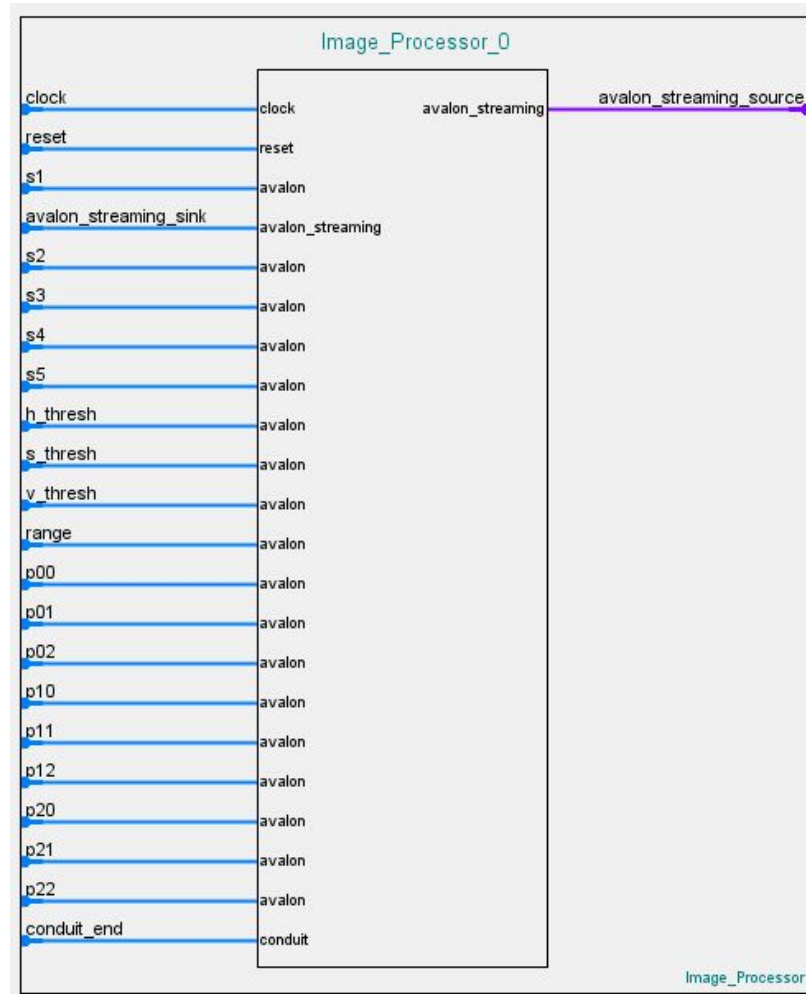 Image_Processor_0
clock
clock
avalon_streaming
avalon_streaming_source
reset
reset
s1
avalon
avalon_streaming_sink
avalon_streaming
s2
avalon
s3
avalon
s4
avalon
s5
avalon
h_thresh
avalon
s_thresh
avalon
v_thresh
avalon
range
avalon
p00
avalon
p01
avalon
p02
avalon
p10
avalon
p11
avalon
p12
avalon
p20
avalon
p21
avalon
p22
avalon
conduit_end
conduit
Image_Processor